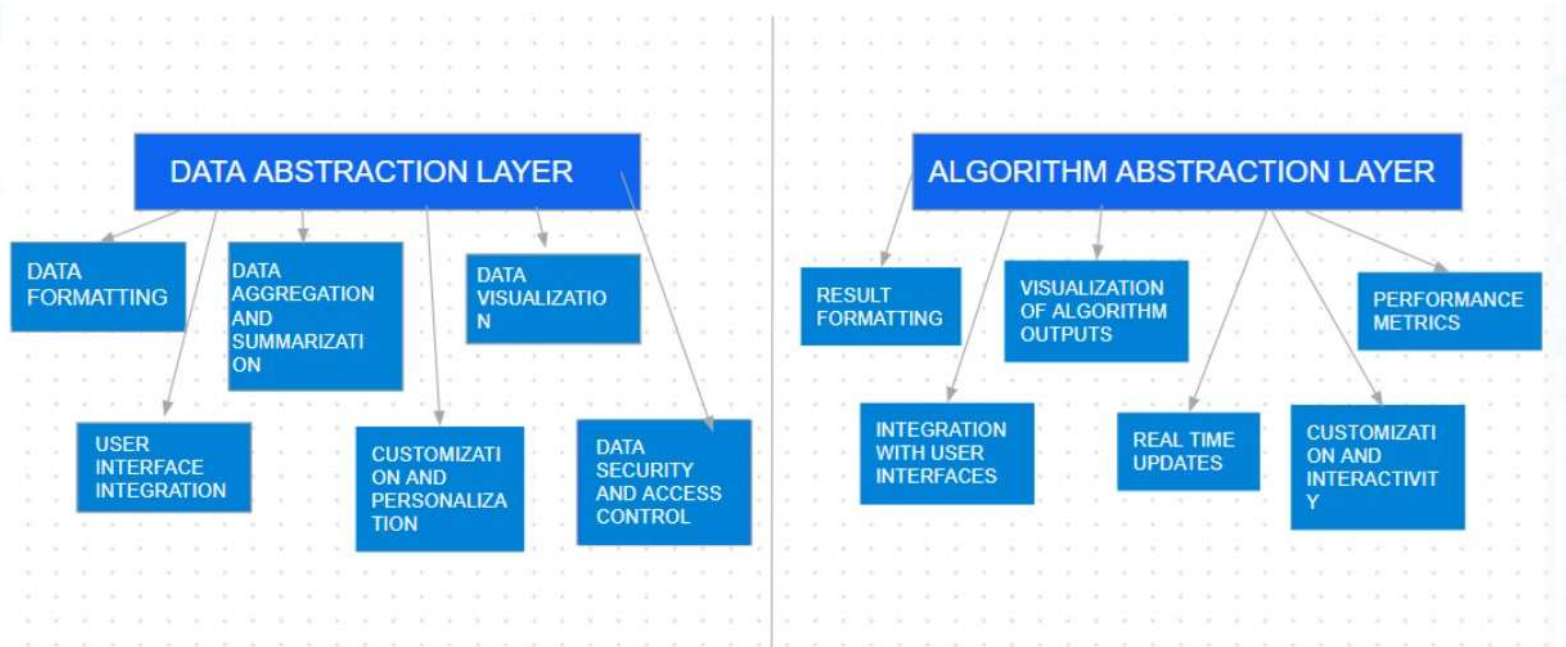 DATA ABSTRACTION LAYER
DATA
FORMATTING
DATA
AGGREGATION
AND
SUMMARIZATI
ON
DATA
VISUALIZATIO
N
USER
INTERFACE
INTEGRATION
CUSTOMIZATI
ON AND
PERSONALIZA
TION
DATA
SECURITY
AND ACCESS
CONTROL
ALGORITHM ABSTRACTION LAYER
RESULT
FORMATTING
VISUALIZATION
OF ALGORITHM
OUTPUTS
PERFORMANCE
METRICS
INTEGRATION
WITH USER
INTERFACES
REAL TIME
UPDATES
CUSTOMIZATI
ON AND
INTERACTIVIT
Y